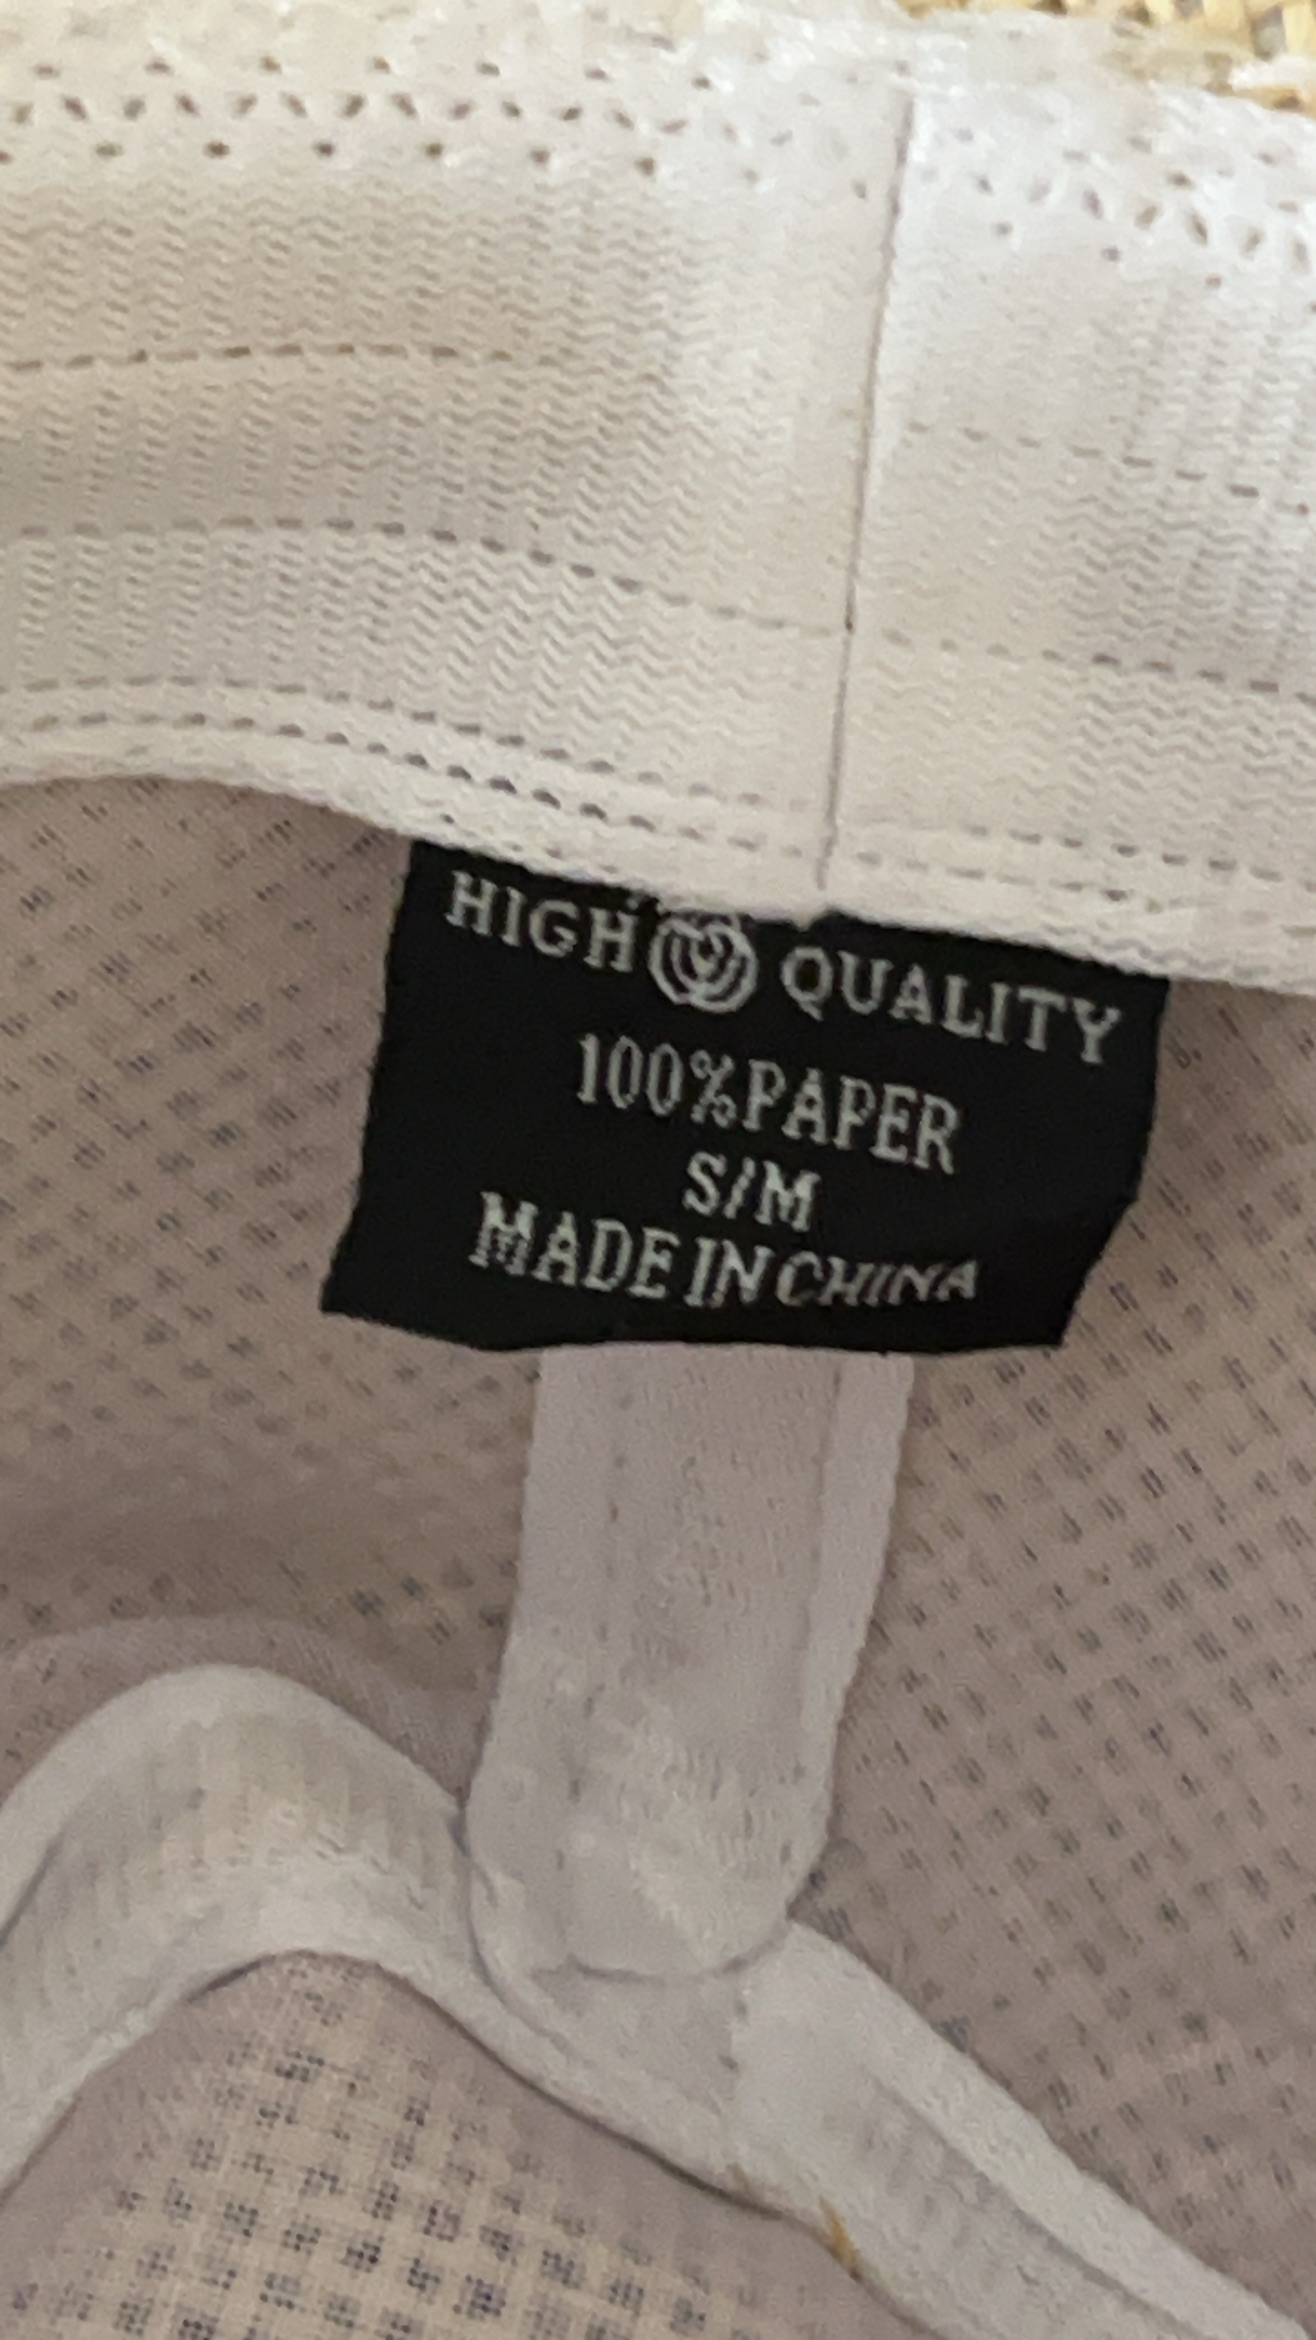 HIGH QUALITY
100%PAPER
S/M
MADE IN CHINA